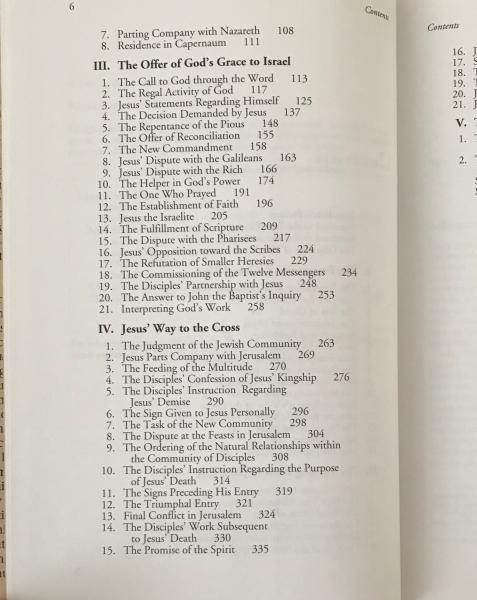 6
Contents
7. Parting Company with Nazareth 108
8. Residence in Capernaum 111
III. The Offer of God's Grace to Israel
1. The Call to God through the Word 113
2. The Regal Activity of God 117
3. Jesus' Statements Regarding Himself 125
4. The Decision Demanded by Jesus 137
5. The Repentance of the Pious 148
6. The Offer of Reconciliation 155
7. The New Commandment 158
8. Jesus' Dispute with the Galileans 163
9. Jesus' Dispute with the Rich 166
10. The Helper in God's Power 174
11. The One Who Prayed 191
12. The Establishment of Faith 196
13. Jesus the Israelite 205
14. The Fulfillment of Scripture 209
15. The Dispute with the Pharisees 217
16. Jesus' Opposition toward the Scribes 224
17. The Refutation of Smaller Heresies 229
18. The Commissioning of the Twelve Messengers 234
19. The Disciples' Partnership with Jesus 248
20. The Answer to John the Baptist's Inquiry 253
21. Interpreting God's Work 258
IV. Jesus' Way to the Cross
1. The Judgment of the Jewish Community 263
2. Jesus Parts Company with Jerusalem 269
3. The Feeding of the Multitude 270
4. The Disciples' Confession of Jesus' Kingship 276
5. The Disciples' Instruction Regarding
Jesus' Demise 290
6. The Sign Given to Jesus Personally 296
7. The Task of the New Community 298
8. The Dispute at the Feasts in Jerusalem 304
9. The Ordering of the Natural Relationships within
the Community of Disciples 308
10. The Disciples' Instruction Regarding the Purpose
of Jesus' Death 314
11. The Signs Preceding His Entry 319
12. The Triumphal Entry 321
13. Final Conflict in Jerusalem 324
14. The Disciples' Work Subsequent
to Jesus' Death 330
15. The Promise of the Spirit 335
Contents
16. J
17. S
18. T
19. T
20. J
21. J
V. T
1. T
2. T